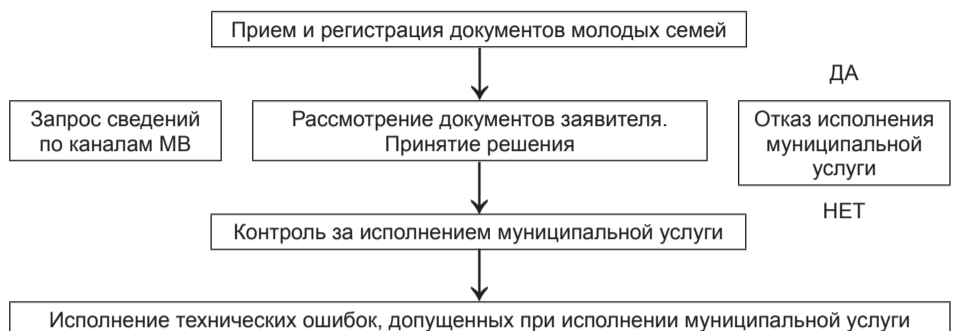 Прием и регистрация документов молодых семей
ДА
Запрос сведений
по каналам МВ
Рассмотрение документов заявителя.
Принятие решения
Отказ исполнения
муниципальной
услуги
НЕТ
Контроль за исполнением муниципальной услуги
Исполнение технических ошибок, допущенных при исполнении муниципальной услуги